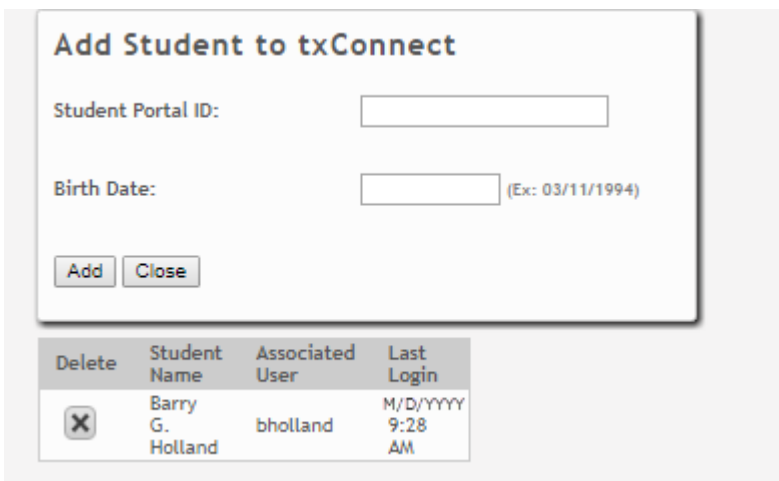 Add Student to txConnect
Student Portal ID:
Birth Date: (Ex: 03/11/1994)
Add Close
Delete Student Name Associated User Last Login
Barry G. Holland bholland M/D/YYYY 9:28 AM